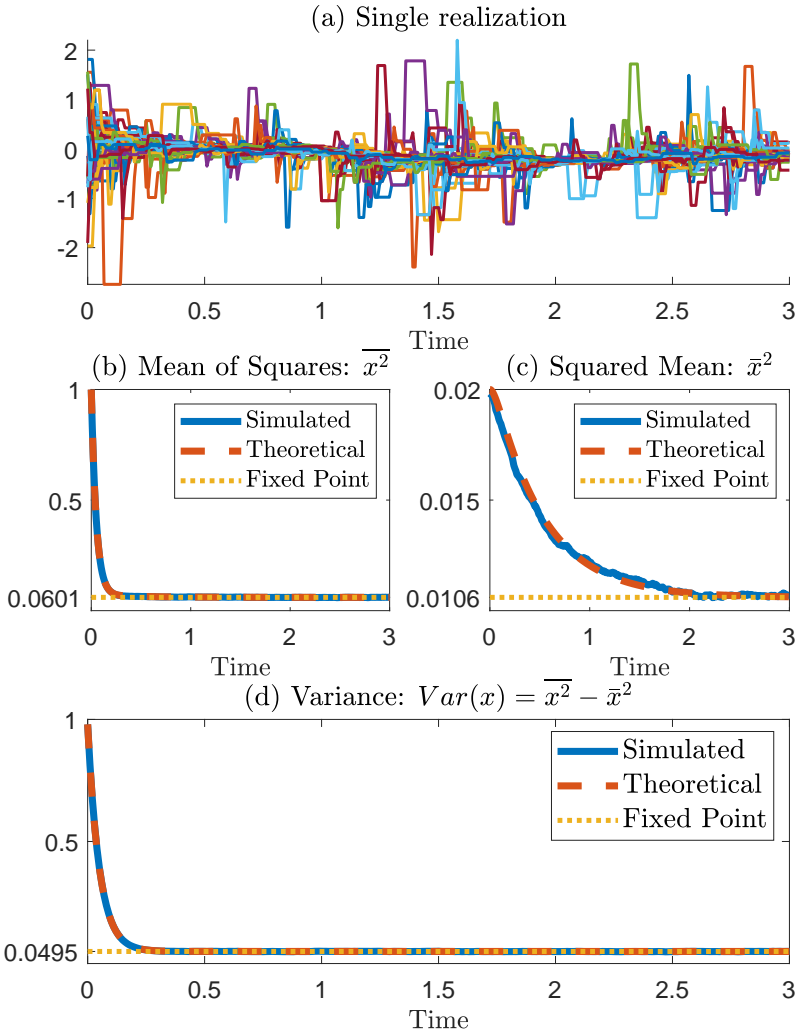 (a) Single realization
2
1
0
-1
-2
0 0.5 1 1.5 2 2.5 3
Time
(b) Mean of Squares: $\overline{x^2}$
1
0.5
0.0601
0 1 2 3
Time
Simulated
Theoretical
Fixed Point
(c) Squared Mean: $\bar{x}^2$
0.02
0.015
0.0106
0 1 2 3
Time
Simulated
Theoretical
Fixed Point
(d) Variance: $Var(x) = \overline{x^2} - \bar{x}^2$
1
0.5
0.0495
0 0.5 1 1.5 2 2.5 3
Time
Simulated
Theoretical
Fixed Point